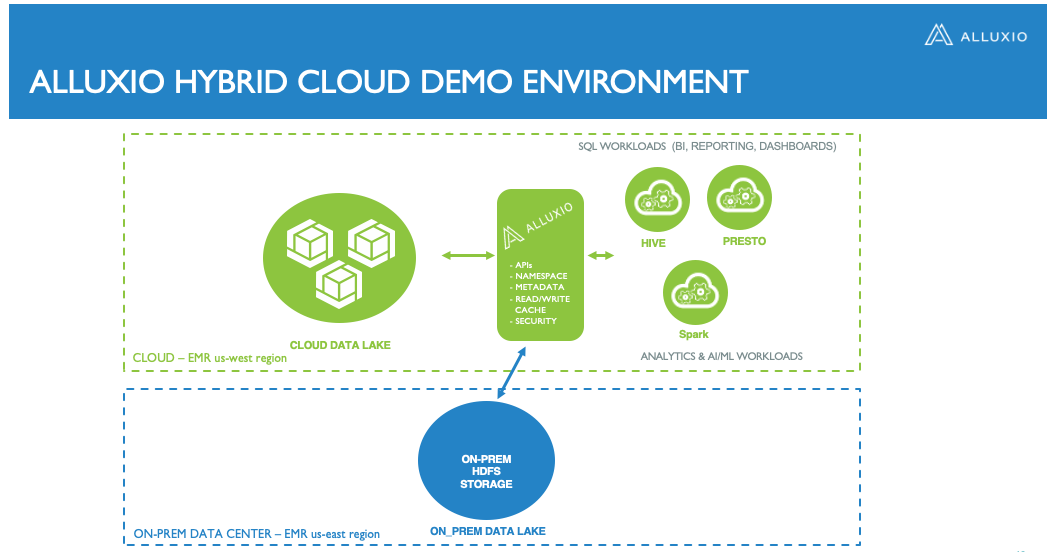 ALLUXIO
ALLUXIO HYBRID CLOUD DEMO ENVIRONMENT
SQL WORKLOADS (BI, REPORTING, DASHBOARDS)
HIVE
PRESTO
ALLUXIO
- APIs
- NAMESPACE
- METADATA
- READ/WRITE
CACHE
- SECURITY
Spark
CLOUD DATA LAKE
CLOUD – EMR us-west region
ANALYTICS & AI/ML WORKLOADS
ON-PREM
HDFS
STORAGE
ON_PREM DATA LAKE
ON-PREM DATA CENTER – EMR us-east region